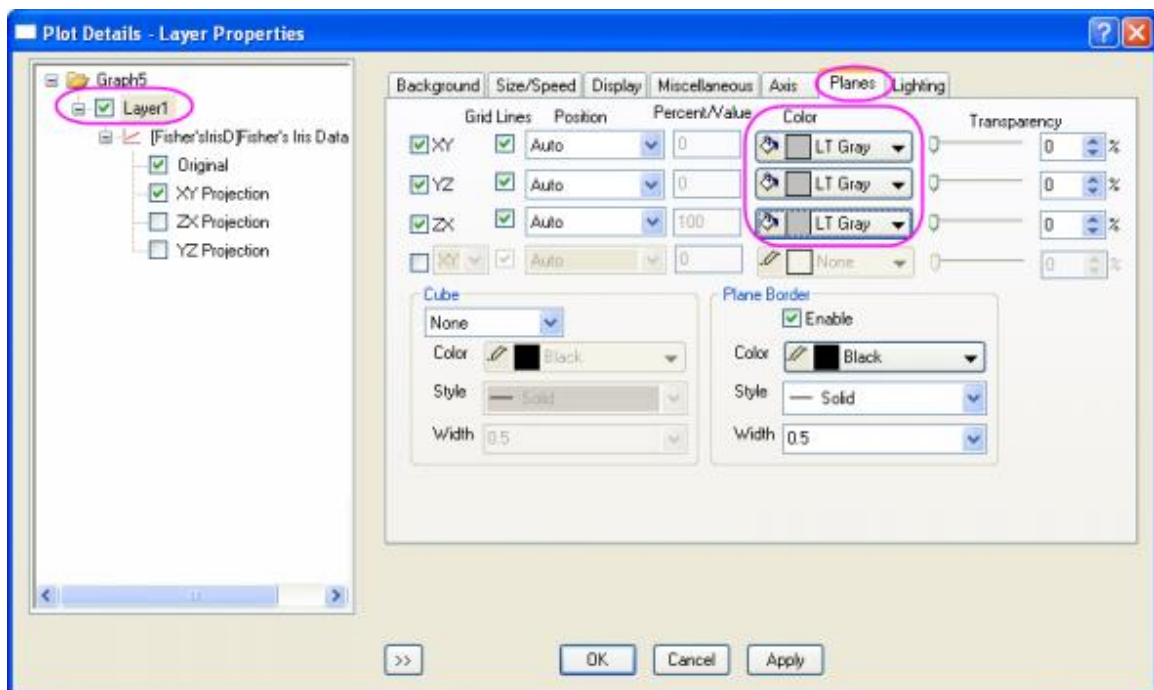 Plot Details - Layer Properties
Graph5
Layer1
[Fisher'sIrisD]Fisher's Iris Data
Original
XY Projection
ZX Projection
YZ Projection
Background Size/Speed Display Miscellaneous Axis Planes Lighting
Grid Lines Position Percent/Value Color Transparency
XY Auto 0 LT Gray 0 %
YZ Auto 0 LT Gray 0 %
ZX Auto 100 LT Gray 0 %
XY Auto 0 None 0 %
Cube
None
Color Black
Style Solid
Width 0.5
Plane Border
Enable
Color Black
Style Solid
Width 0.5
>> OK Cancel Apply